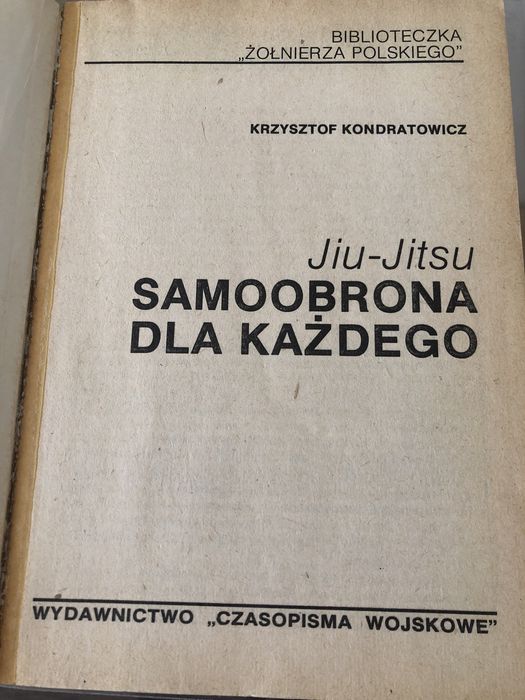 BIBLIOTECZKA
„ŻOŁNIERZA POLSKIEGO"
KRZYSZTOF KONDRATOWICZ
Jiu-Jitsu
SAMOOBRONA
DLA KAŻDEGO
WYDAWNICTWO „CZASOPISMA WOJSKOWE"